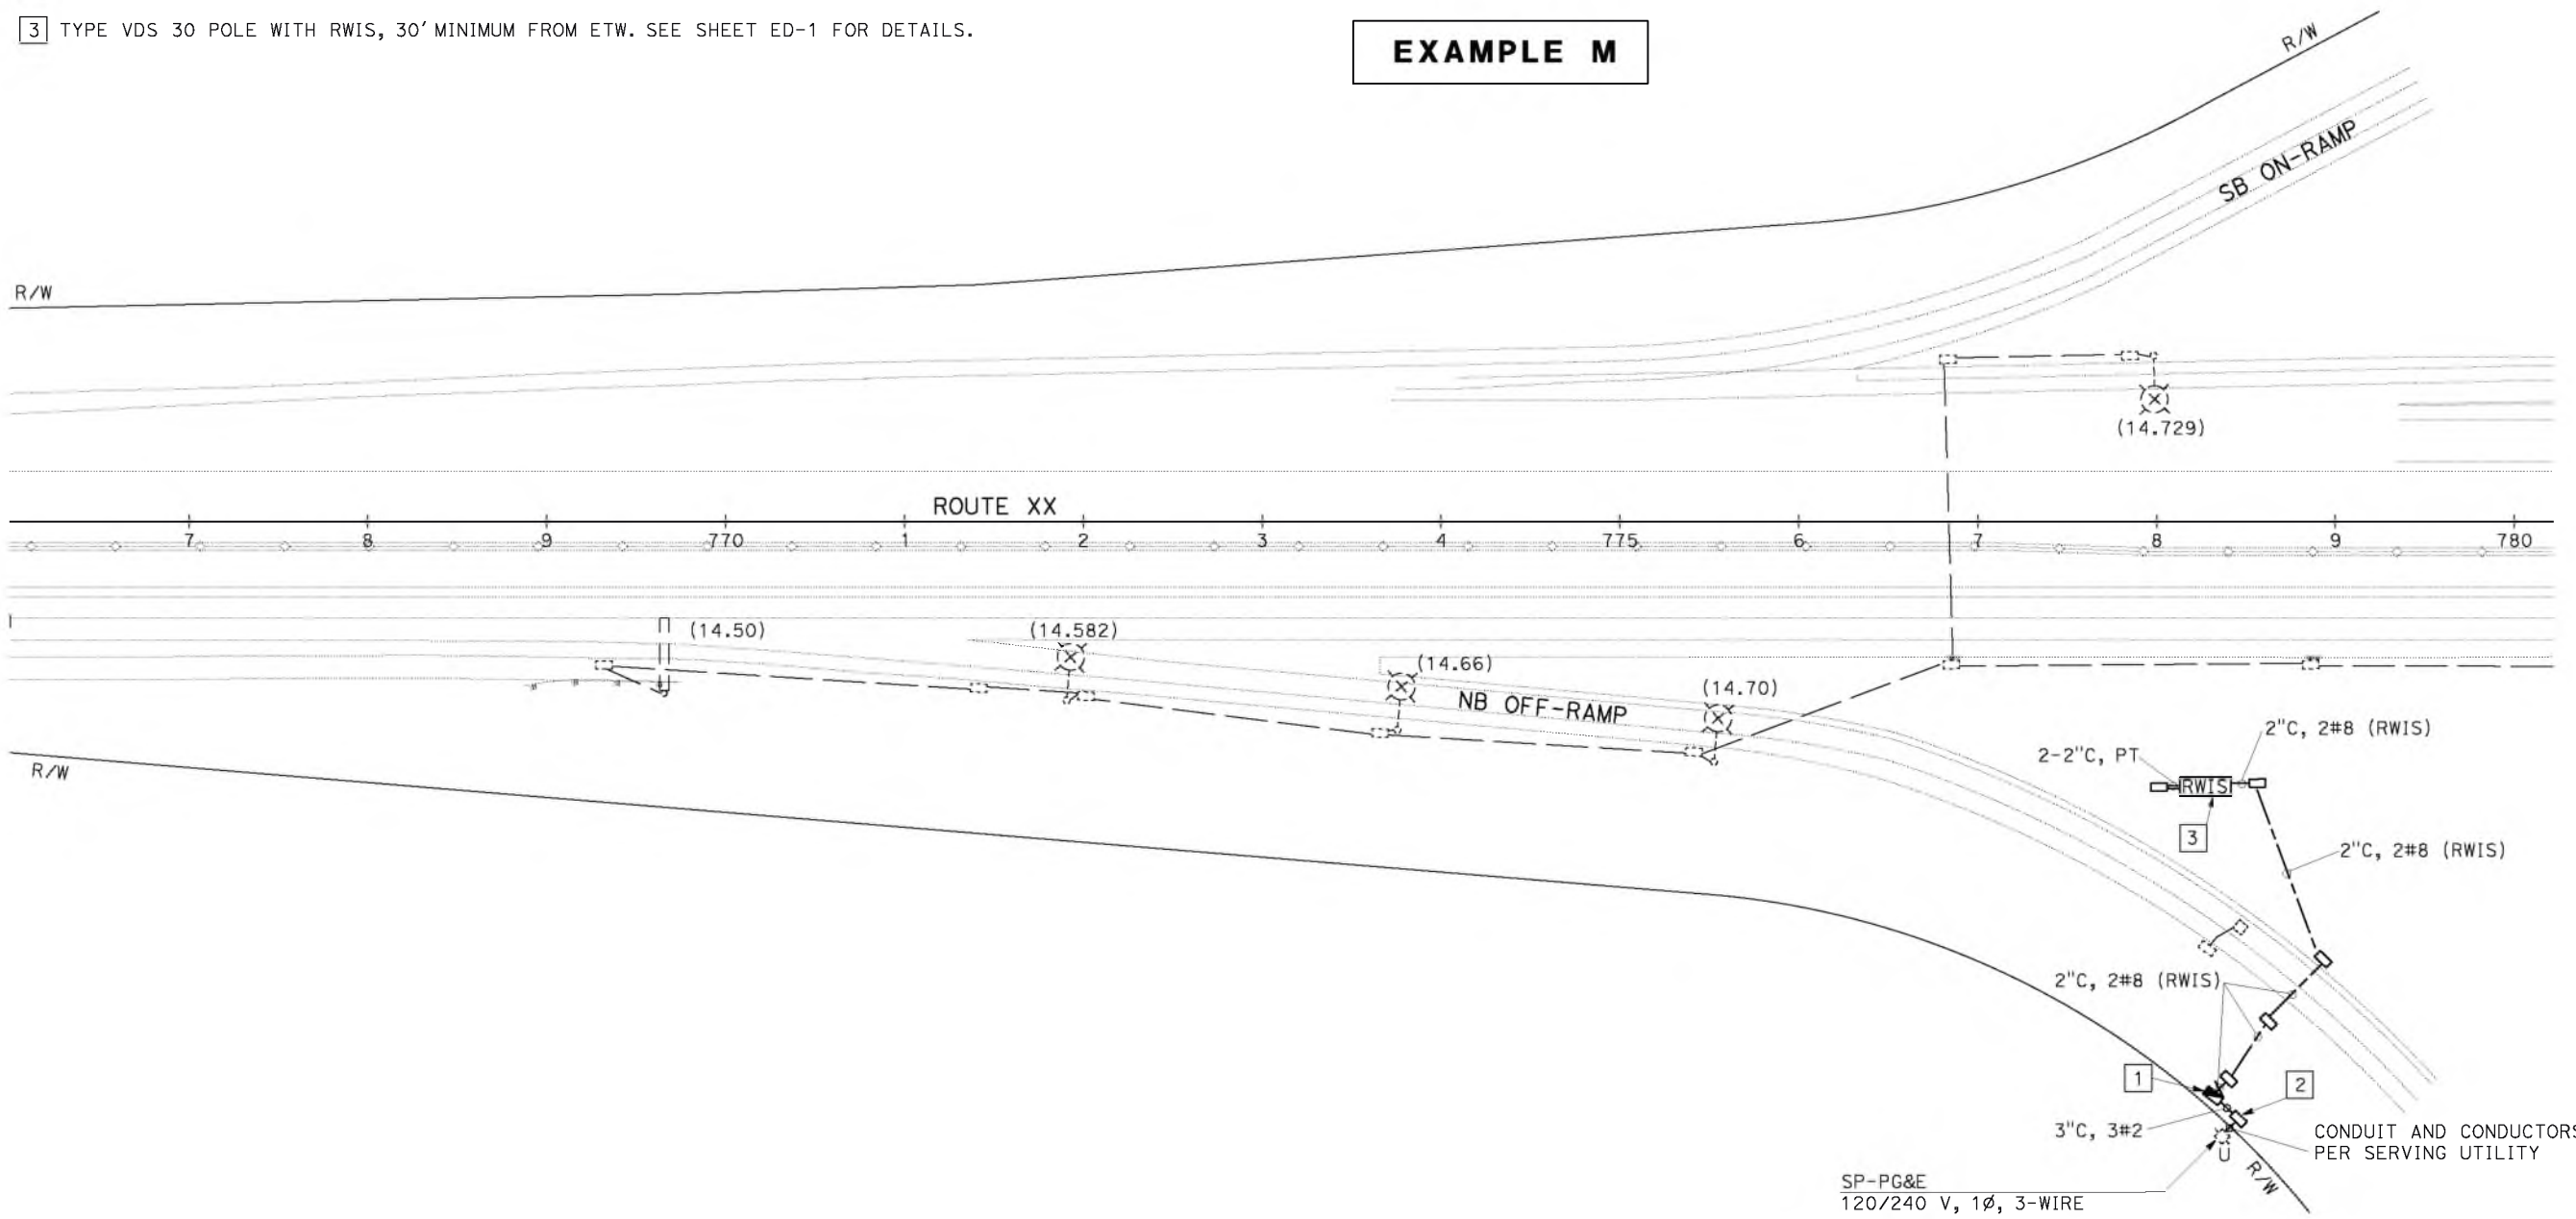 3 TYPE VDS 30 POLE WITH RWIS, 30' MINIMUM FROM ETW. SEE SHEET ED-1 FOR DETAILS.
EXAMPLE M
R/W
SB ON-RAMP
R/W
(14.729)
ROUTE XX
7 8 9 770 1 2 3 4 775 6 7 8 9 780
(14.50)
(14.582)
(14.66)
(14.70)
NB OFF-RAMP
R/W
2"C, 2#8 (RWIS)
2-2"C, PT
RWIS
3
2"C, 2#8 (RWIS)
2"C, 2#8 (RWIS)
1
2
3"C, 3#2
CONDUIT AND CONDUCTORS
PER SERVING UTILITY
U
R/W
SP-PG&E
120/240 V, 1Ø, 3-WIRE